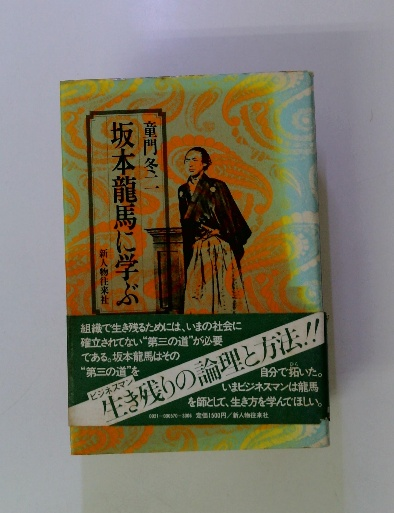 童門冬二
坂本龍馬に学ぶ
新人物往来社
組織で生き残るためには、いまの社会に
確立されてない“第三の道”が必要
である。坂本龍馬はその
“第三の道”を
自分で拓いた。
ビジネスマン
生き残りの論理と方法!!
いまビジネスマンは龍馬
を師として、生き方を学んでほしい。
定価1500円／新人物往来社